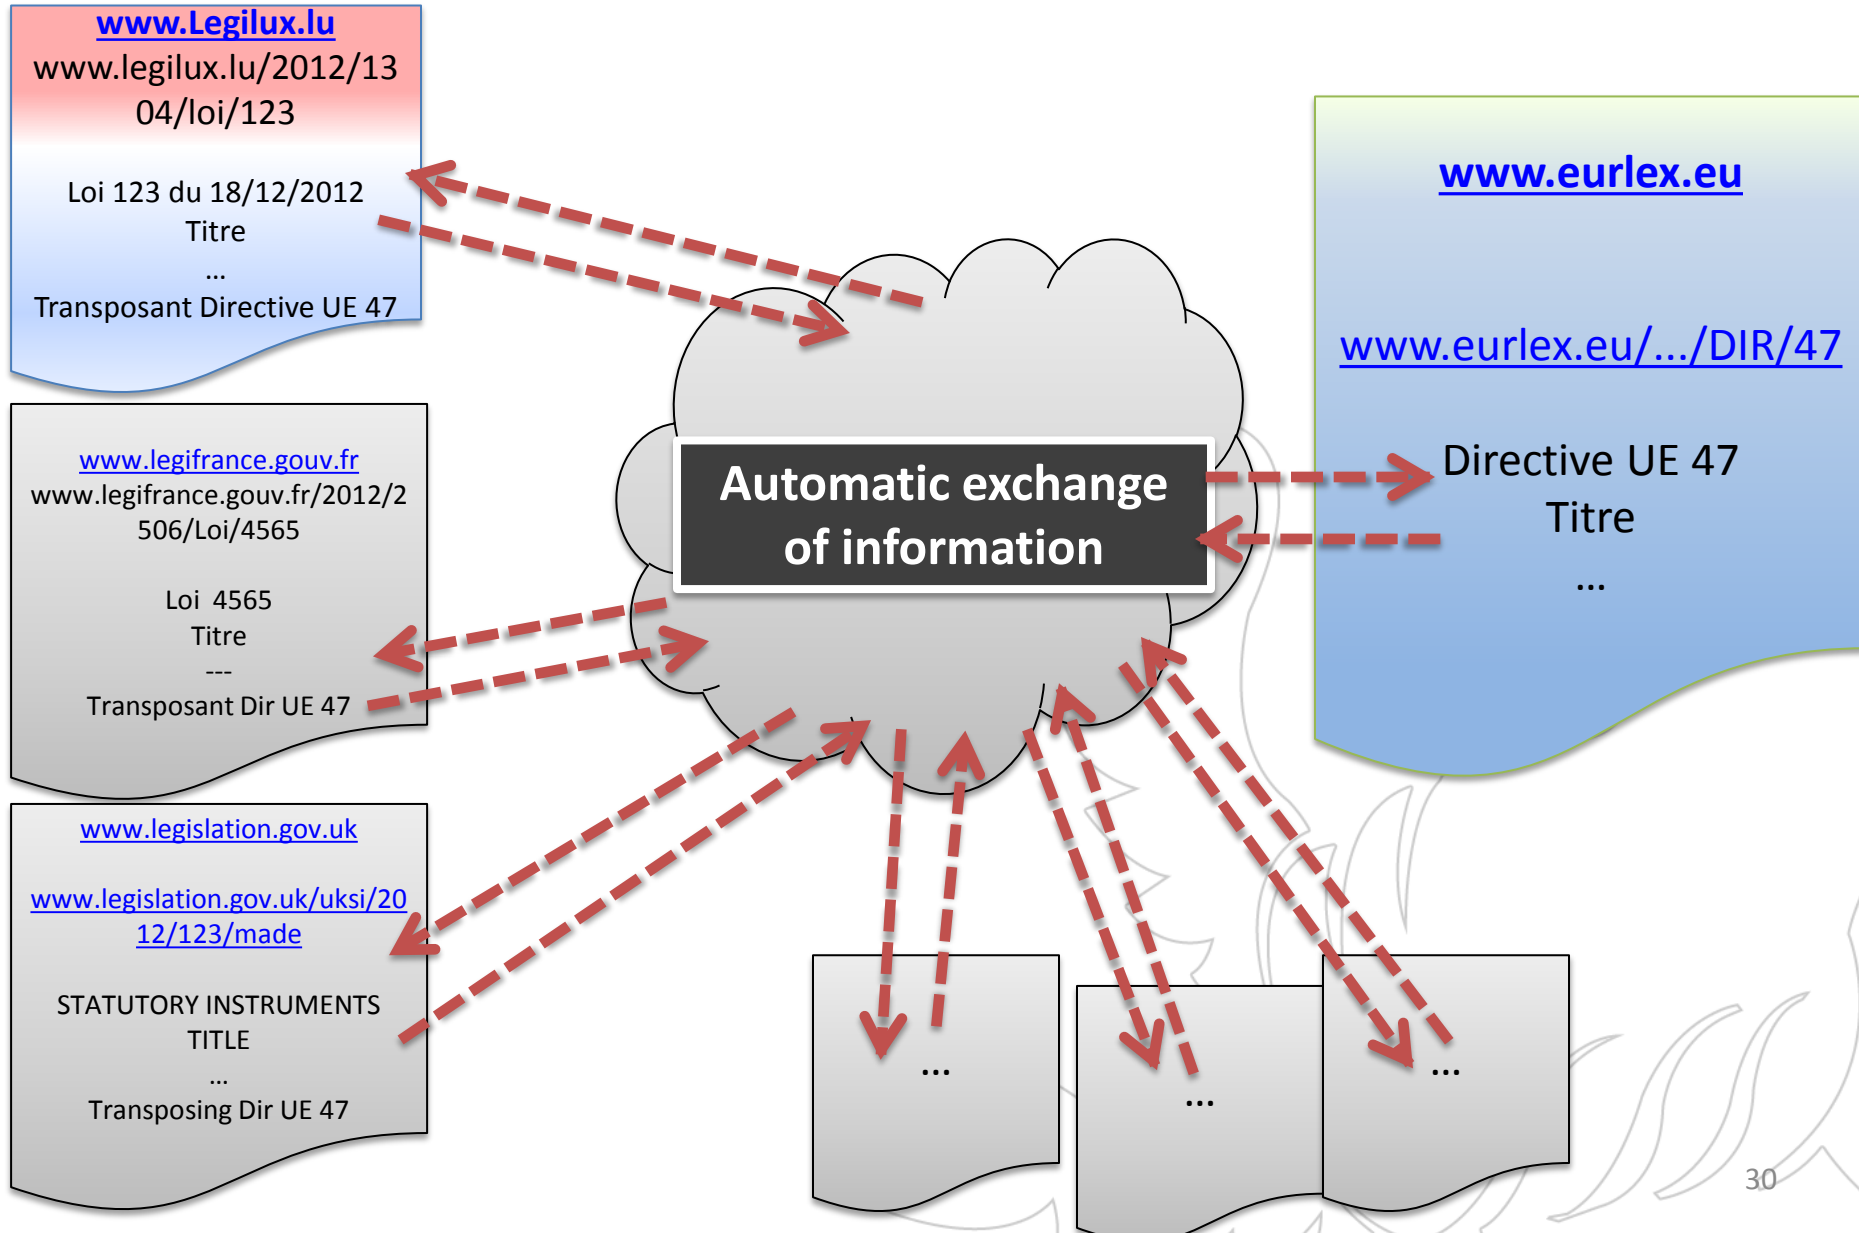 www.Legilux.lu
www.legilux.lu/2012/13
04/loi/123
Loi 123 du 18/12/2012
Titre
...
Transposant Directive UE 47
www.legifrance.gouv.fr
www.legifrance.gouv.fr/2012/2
506/Loi/4565
Loi 4565
Titre
---
Transposant Dir UE 47
www.legislation.gov.uk
www.legislation.gov.uk/uksi/20
12/123/made
STATUTORY INSTRUMENTS
TITLE
...
Transposing Dir UE 47
Automatic exchange
of information
www.eurlex.eu
www.eurlex.eu/.../DIR/47
Directive UE 47
Titre
...
...
...
...
30